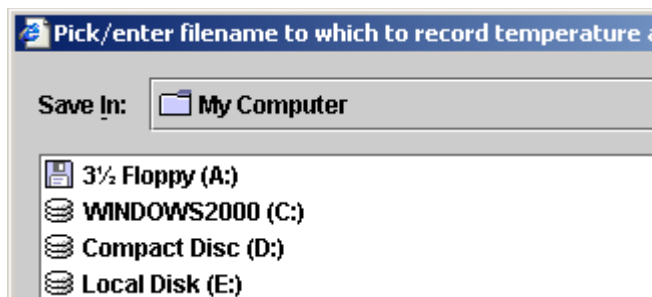 Pick/enter filename to which to record temperature a
Save In: My Computer
3½ Floppy (A:)
WINDOWS2000 (C:)
Compact Disc (D:)
Local Disk (E:)